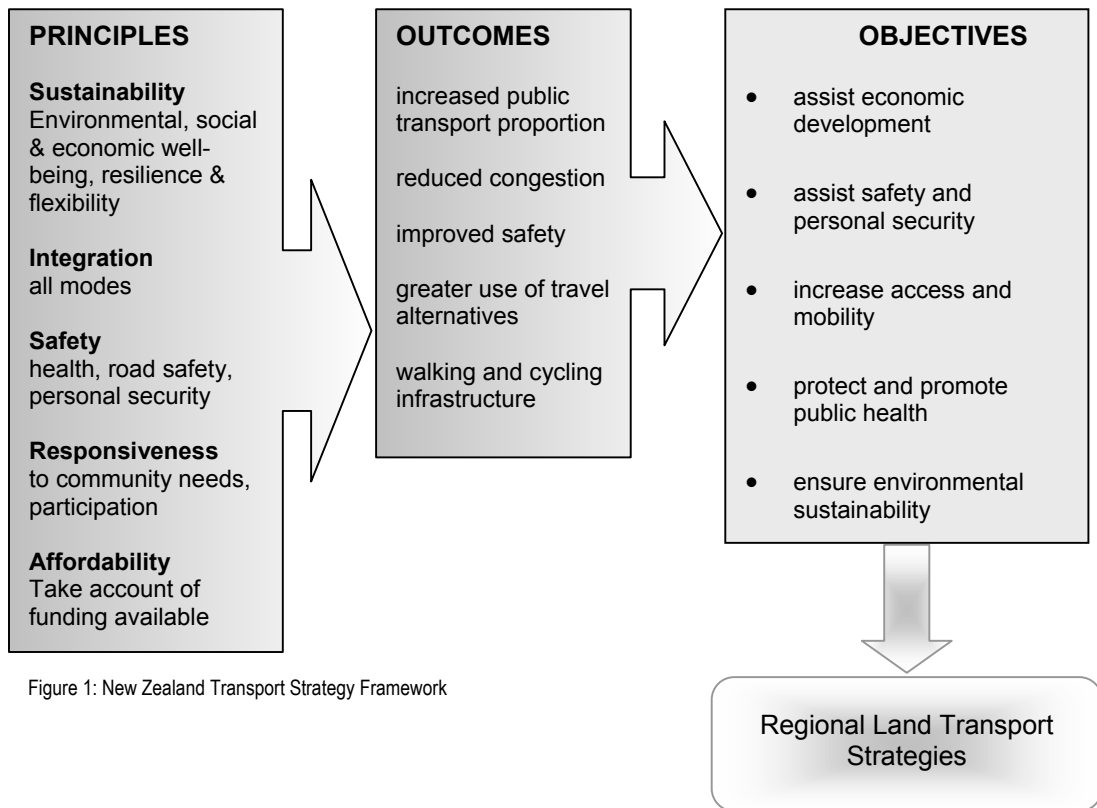 PRINCIPLES
Sustainability
Environmental, social
& economic well-
being, resilience &
flexibility
Integration
all modes
Safety
health, road safety,
personal security
Responsiveness
to community needs,
participation
Affordability
Take account of
funding available
OUTCOMES
increased public
transport proportion
reduced congestion
improved safety
greater use of travel
alternatives
walking and cycling
infrastructure
OBJECTIVES
• assist economic
development
• assist safety and
personal security
• increase access and
mobility
• protect and promote
public health
• ensure environmental
sustainability
Figure 1: New Zealand Transport Strategy Framework
Regional Land Transport
Strategies